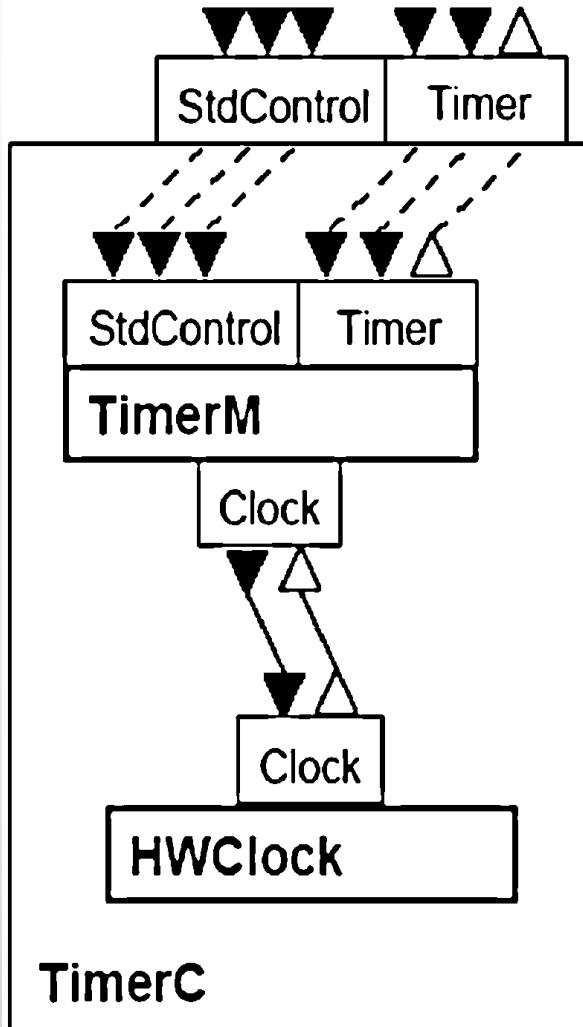 StdControl Timer
StdControl Timer
TimerM
Clock
Clock
HWClock
TimerC